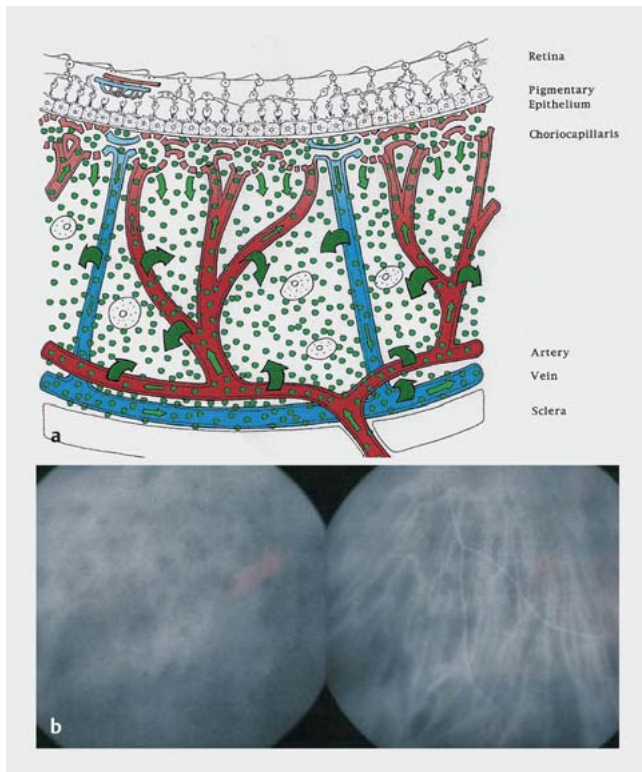 Retina
Pigmentary
Epithelium
Choriocapillaris
Artery
Vein
Sclera
a
b